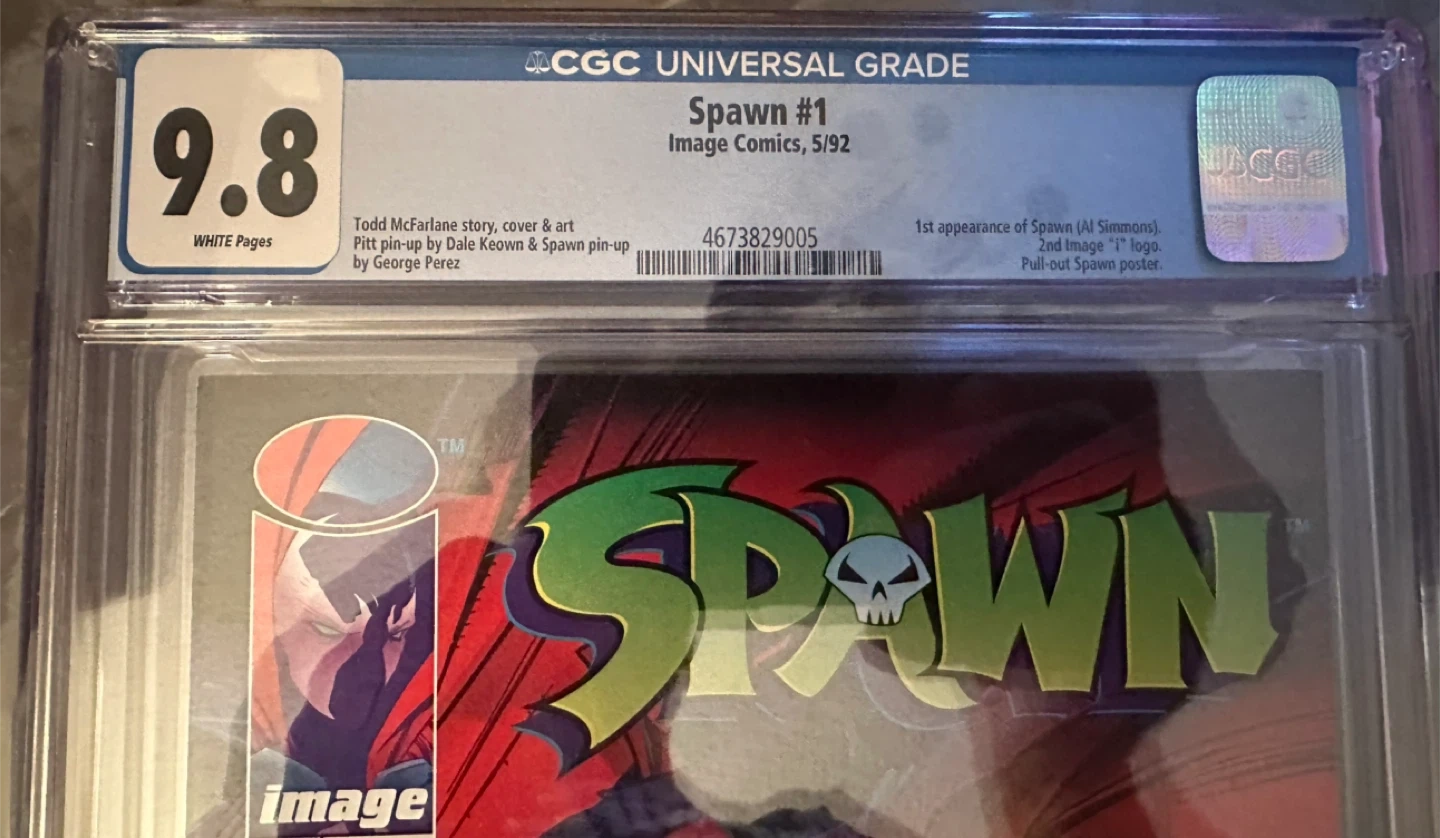 CGC UNIVERSAL GRADE
9.8
WHITE Pages
Spawn #1
Image Comics, 5/92
Todd McFarlane story, cover & art
Pitt pin-up by Dale Keown & Spawn pin-up
by George Perez
4673829005
1st appearance of Spawn (Al Simmons).
2nd Image "i" logo.
Pull-out Spawn poster.
CGC
TM
i
SPAWN
TM
image